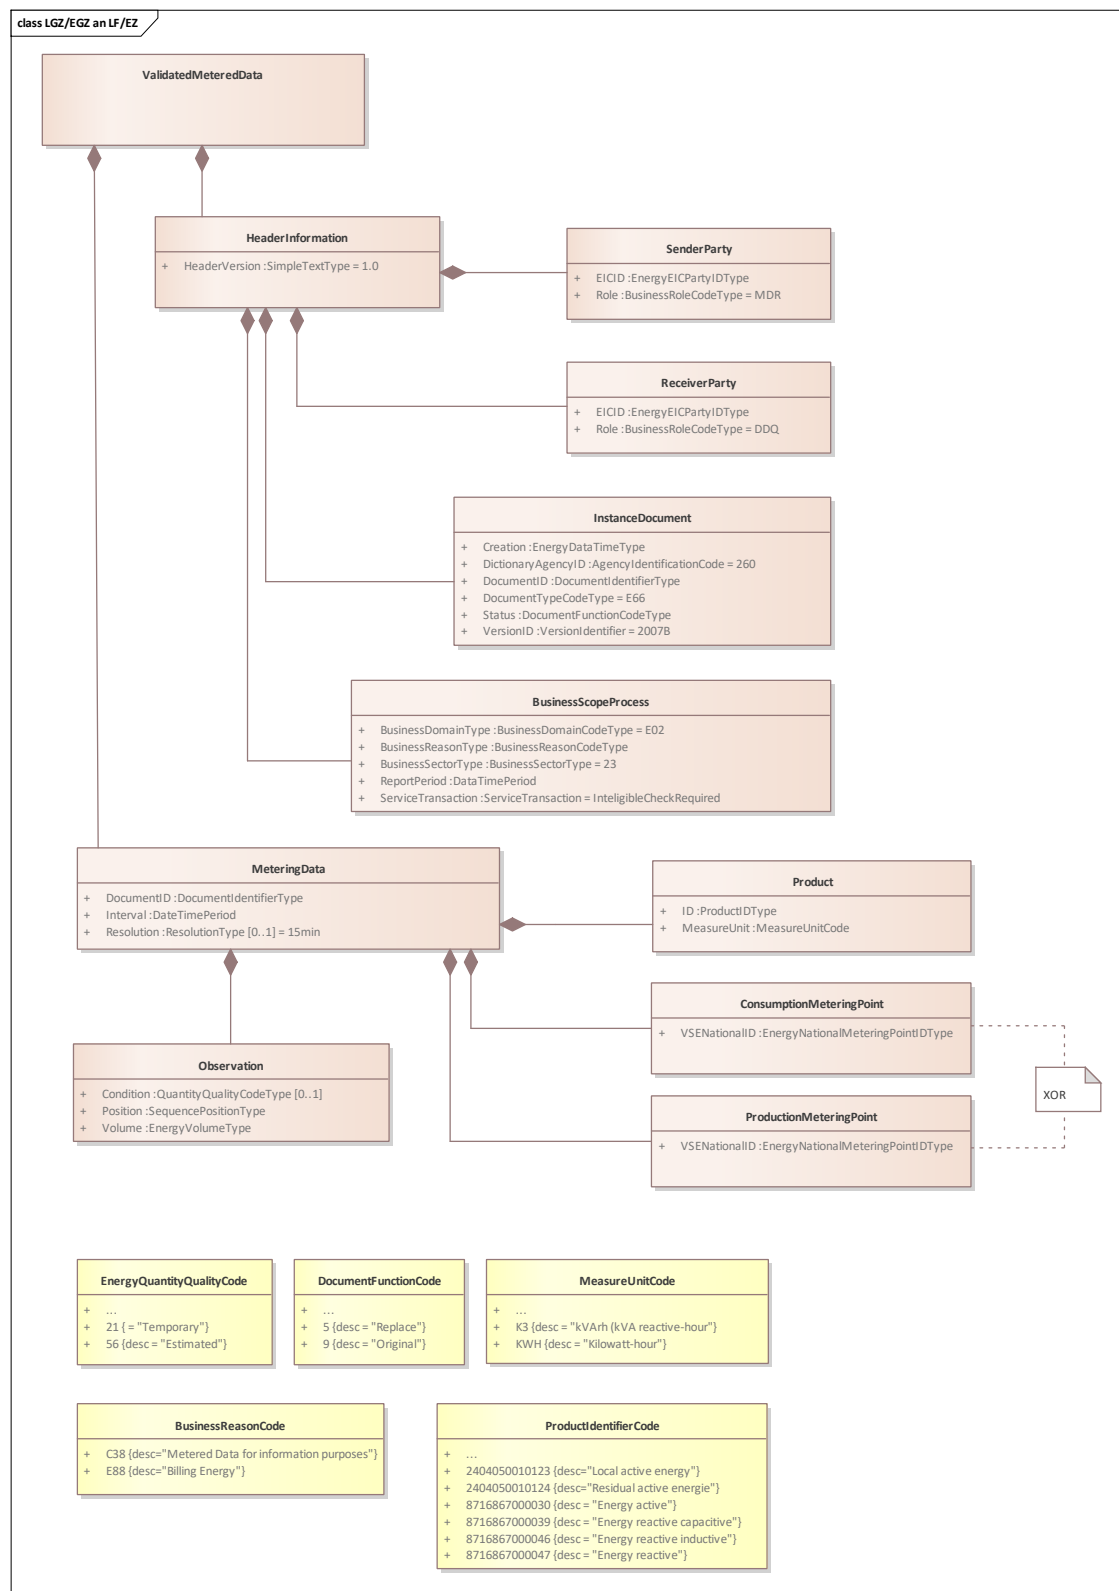 class LGZ/EGZ an LF/EZ
ValidatedMeteredData
HeaderInformation
+ HeaderVersion :SimpleTextType = 1.0
SenderParty
+ EICID :EnergyEICPartyIDType
+ Role :BusinessRoleCodeType = MDR
ReceiverParty
+ EICID :EnergyEICPartyIDType
+ Role :BusinessRoleCodeType = DDQ
InstanceDocument
+ Creation :EnergyDataTimeType
+ DictionaryAgencyID :AgencyIdentificationCode = 260
+ DocumentID :DocumentIdentifierType
+ DocumentTypeCodeType = E66
+ Status :DocumentFunctionCodeType
+ VersionID :VersionIdentifier = 2007B
BusinessScopeProcess
+ BusinessDomainType :BusinessDomainCodeType = E02
+ BusinessReasonType :BusinessReasonCodeType
+ BusinessSectorType :BusinessSectorType = 23
+ ReportPeriod :DataTimePeriod
+ ServiceTransaction :ServiceTransaction = InteligibleCheckRequired
MeteringData
+ DocumentID :DocumentIdentifierType
+ Interval :DateTimePeriod
+ Resolution :ResolutionType [0..1] = 15min
Product
+ ID :ProductIDType
+ MeasureUnit :MeasureUnitCode
ConsumptionMeteringPoint
+ VSENationalID :EnergyNationalMeteringPointIDType
Observation
+ Condition :QuantityQualityCodeType [0..1]
+ Position :SequencePositionType
+ Volume :EnergyVolumeType
XOR
ProductionMeteringPoint
+ VSENationalID :EnergyNationalMeteringPointIDType
EnergyQuantityQualityCode
+ ...
+ 21 { = "Temporary"}
+ 56 {desc = "Estimated"}
DocumentFunctionCode
+ ...
+ 5 {desc = "Replace"}
+ 9 {desc = "Original"}
MeasureUnitCode
+ ...
+ K3 {desc = "kVArh (kVA reactive-hour"}
+ KWH {desc = "Kilowatt-hour"}
BusinessReasonCode
+ C38 {desc="Metered Data for information purposes"}
+ E88 {desc="Billing Energy"}
ProductIdentifierCode
+ ...
+ 2404050010123 {desc="Local active energy"}
+ 2404050010124 {desc="Residual active energie"}
+ 8716867000030 {desc = "Energy active"}
+ 8716867000039 {desc = "Energy reactive capacitive"}
+ 8716867000046 {desc = "Energy reactive inductive"}
+ 8716867000047 {desc = "Energy reactive"}